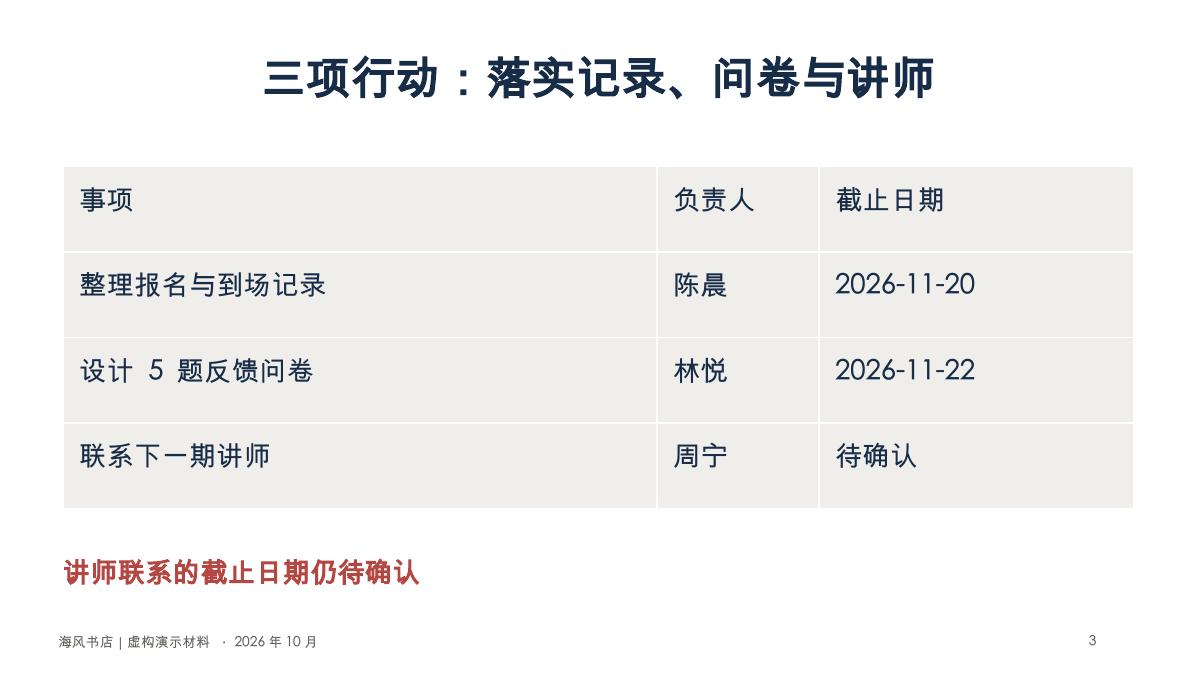 三项行动：落实记录、问卷与讲师
事项 负责人 截止日期
整理报名与到场记录 陈晨 2026-11-20
设计 5 题反馈问卷 林悦 2026-11-22
联系下一期讲师 周宁 待确认
讲师联系的截止日期仍待确认
海风书店 | 虚构演示材料 · 2026 年 10 月 3